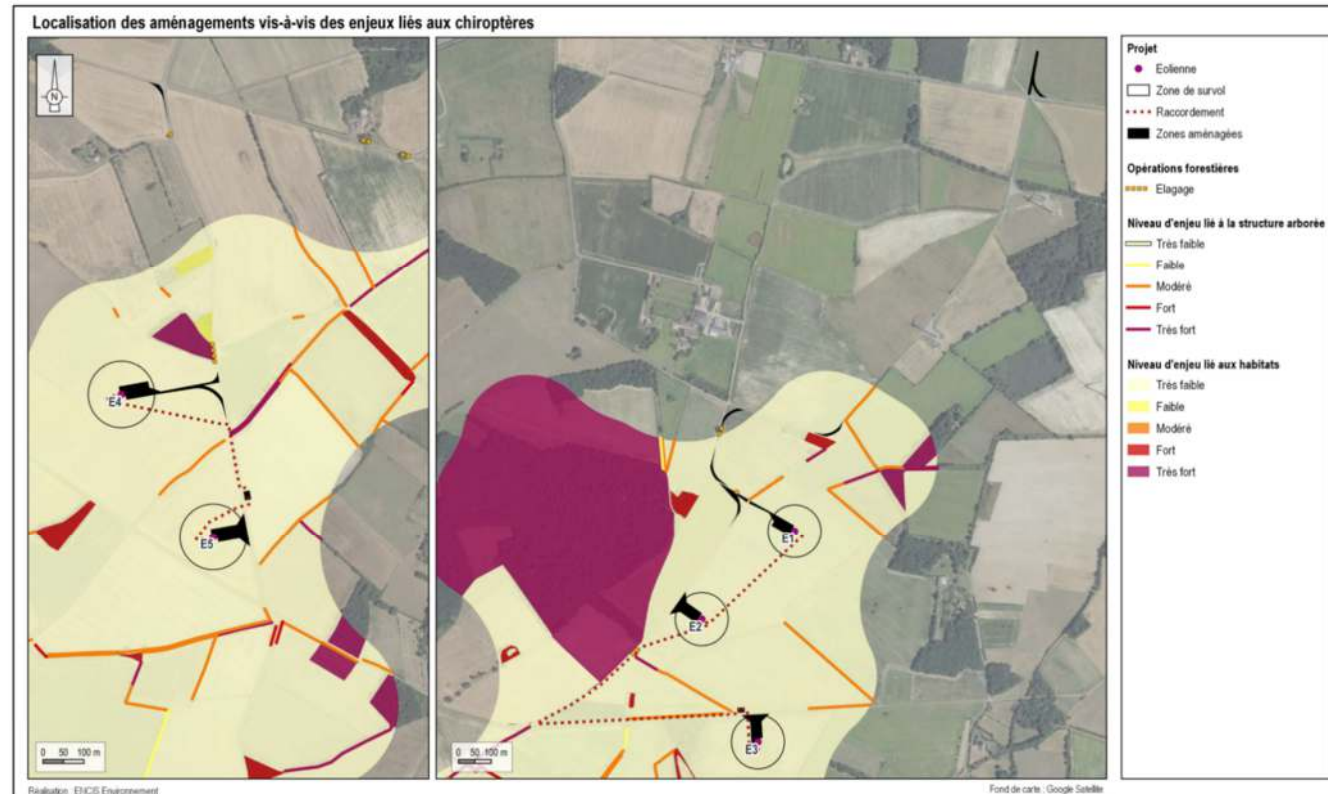 Localisation des aménagements vis-à-vis des enjeux liés aux chiroptères
N
E4
E5
0 50 100 m
E1
E2
E3
0 50 100 m
Projet
Eolienne
Zone de survol
Raccordement
Zones aménagées
Opérations forestières
Elagage
Niveau d'enjeu lié à la structure arborée
Très faible
Faible
Modéré
Fort
Très fort
Niveau d'enjeu lié aux habitats
Très faible
Faible
Modéré
Fort
Très fort
Réalisation : ENCIS Environnement
Fond de carte : Google Satellite